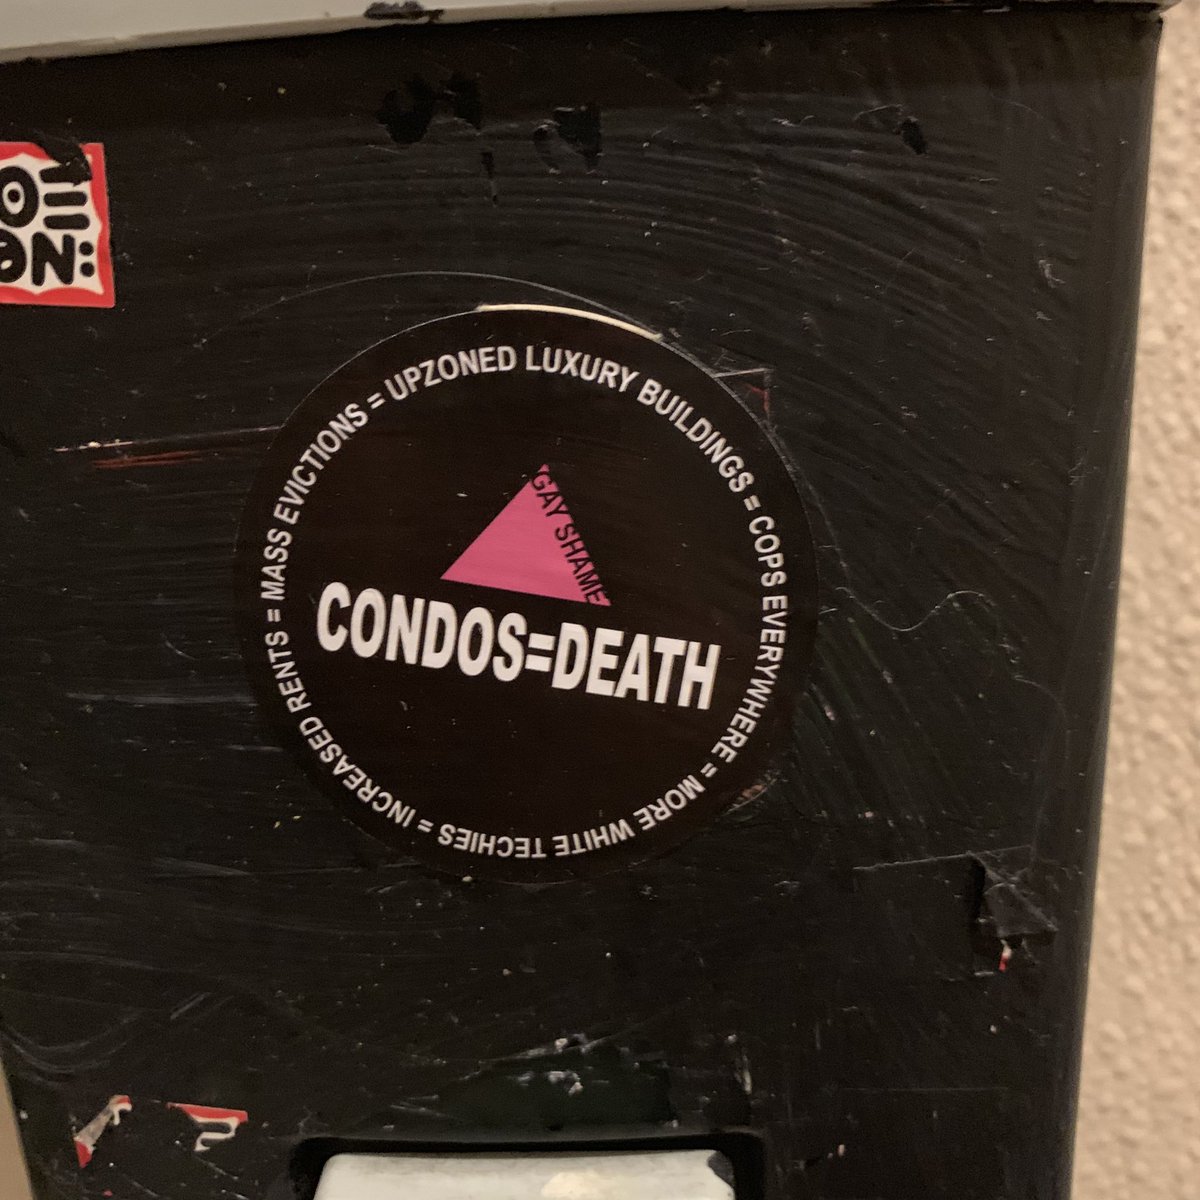 UPZONED LUXURY BUILDINGS = COPS EVERYWHERE = MORE WHITE TECHIES = INCREASED RENTS = MASS EVICTIONS =
GAY SHAME
CONDOS=DEATH